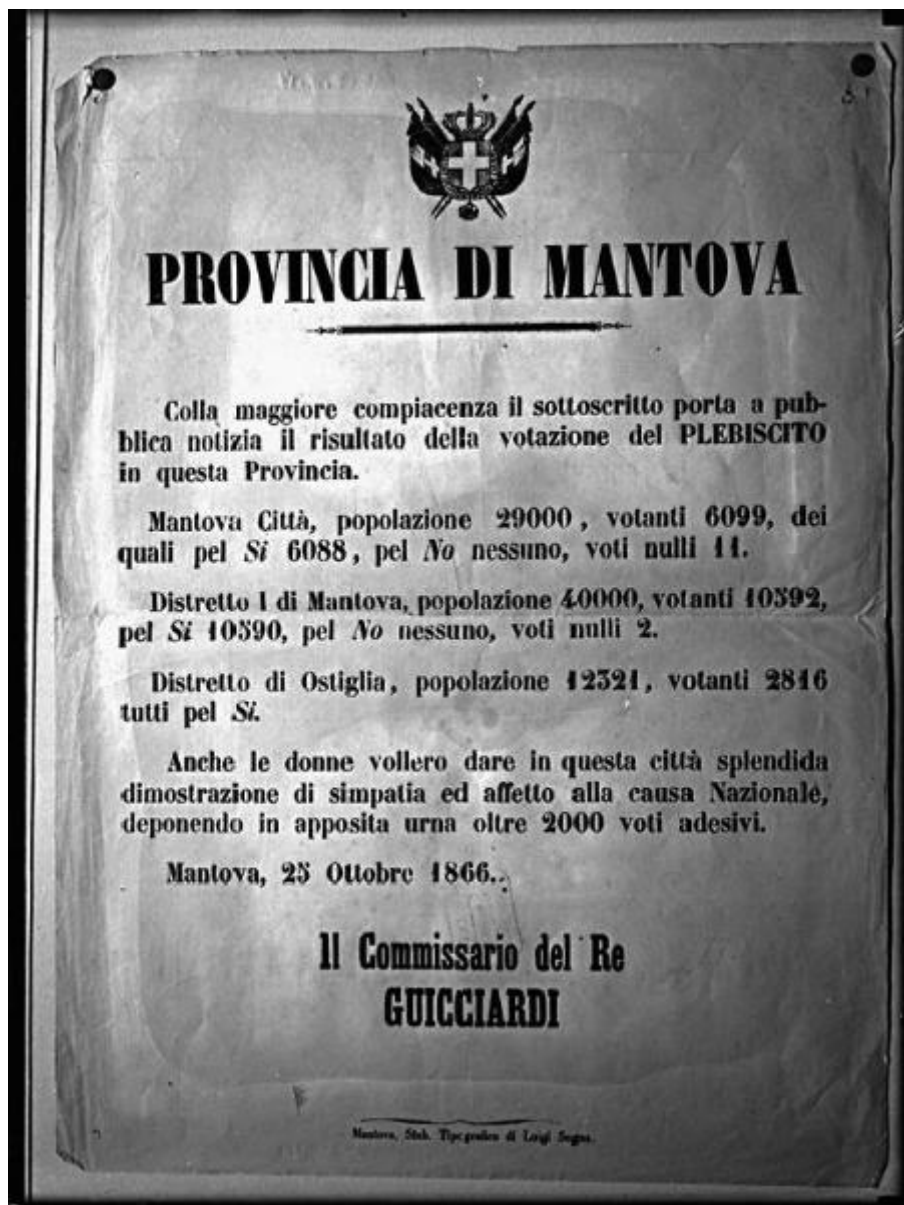 PROVINCIA DI MANTOVA
Colla maggiore compiacenza il sottoscritto porta a pub-
blica notizia il risultato della votazione del PLEBISCITO
in questa Provincia.
Mantova Città, popolazione 29000, votanti 6099, dei
quali pel Si 6088, pel No nessuno, voti nulli 11.
Distretto I di Mantova, popolazione 40000, votanti 10392,
pel Si 10390, pel No nessuno, voti nulli 2.
Distretto di Ostiglia, popolazione 12321, votanti 2816
tutti pel Si.
Anche le donne vollero dare in questa città splendida
dimostrazione di simpatia ed affetto alla causa Nazionale,
deponendo in apposita urna oltre 2000 voti adesivi.
Mantova, 23 Ottobre 1866.
Il Commissario del Re
GUICCIARDI
Mantova, Stab. Tipografico di Luigi Segna.